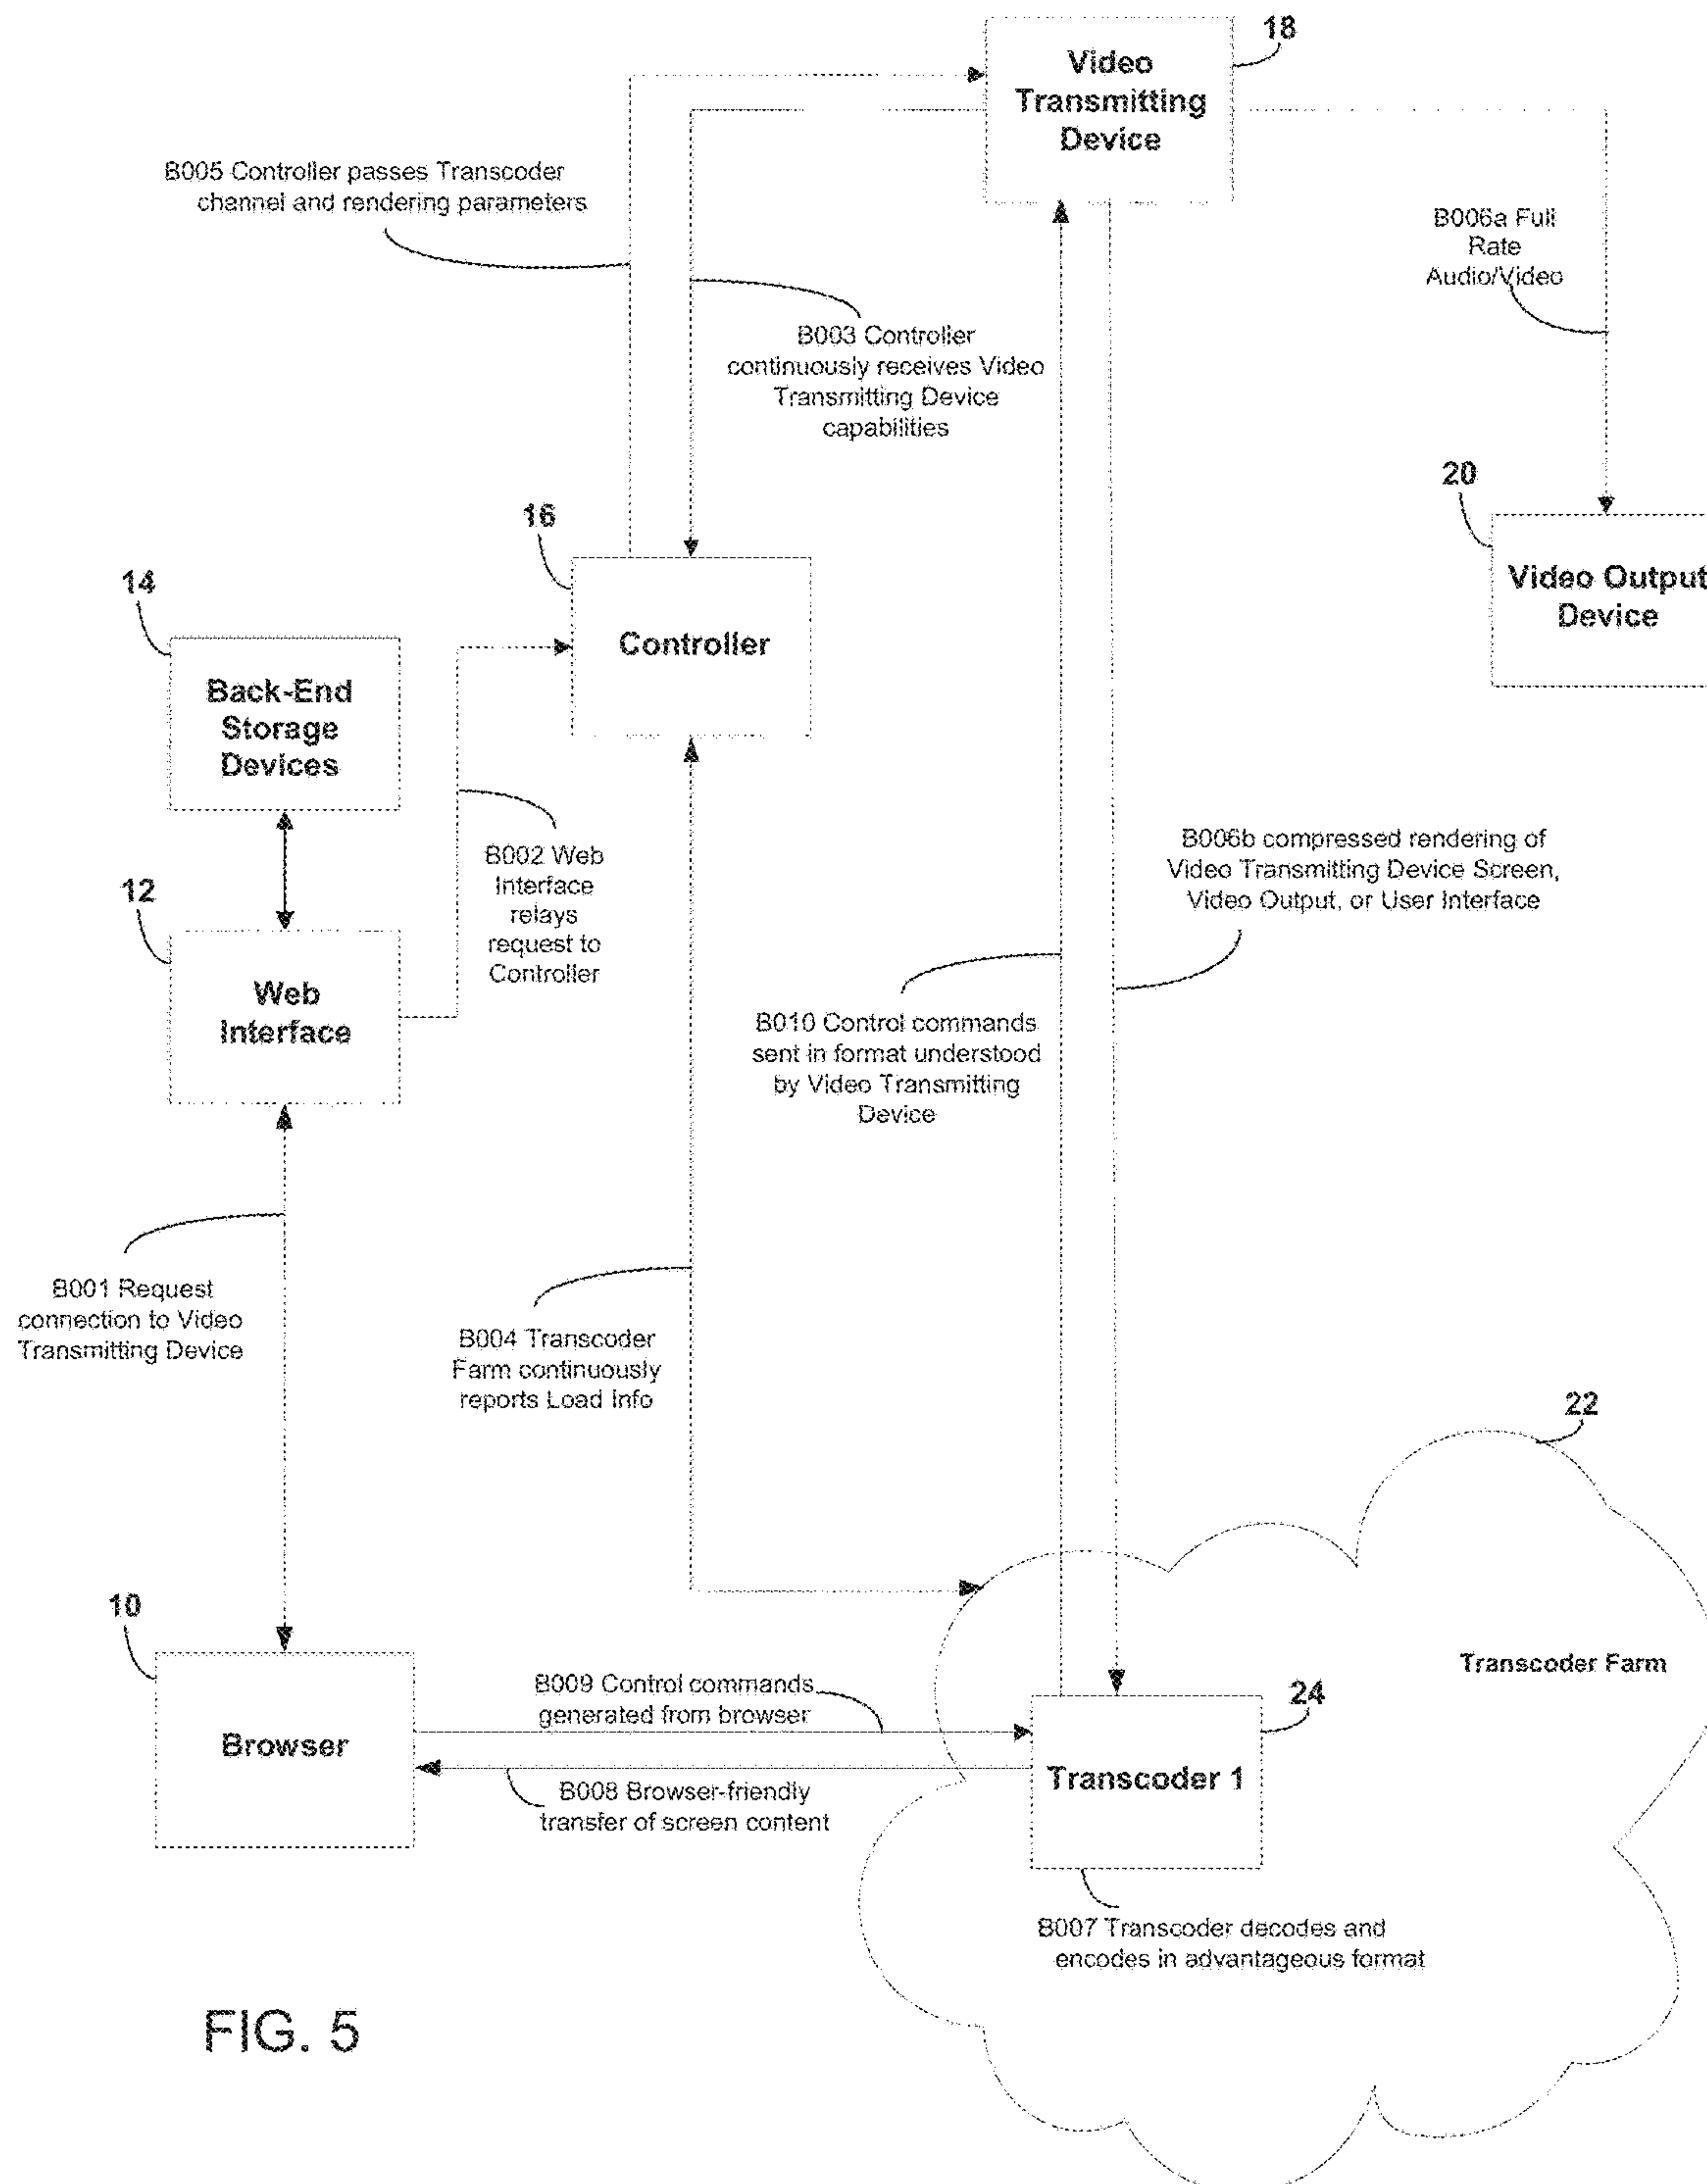 18
Video
Transmitting
Device
B005 Controller passes Transcoder
channel and rendering parameters
B006a Full
Rate
Audio/Video
B003 Controller
continuously receives Video
Transmitting Device
capabilities
20
Video Output
Device
16
Controller
14
Back-End
Storage
Devices
B002 Web
Interface
relays
request to
Controller
B006b compressed rendering of
Video Transmitting Device Screen,
Video Output, or User Interface
12
Web
Interface
B010 Control commands
sent in format understood
by Video Transmitting
Device
B001 Request
connection to Video
Transmitting Device
B004 Transcoder
Farm continuously
reports Load Info
22
Transcoder Farm
10
Browser
B009 Control commands
generated from browser
24
Transcoder 1
B008 Browser-friendly
transfer of screen content
B007 Transcoder decodes and
encodes in advantageous format
FIG. 5